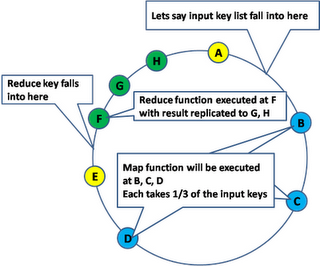 Lets say input key list fall into here
H
A
Reduce key falls
into here
G
Reduce function executed at F
with result replicated to G, H
F
B
Map function will be executed
at B, C, D
Each takes 1/3 of the input keys
E
C
D